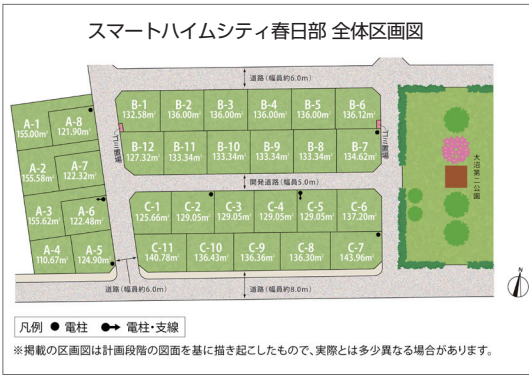 スマートハイムシティ春日部 全体区画図
道路(幅員約6.0m)
A-1
155.00m²
A-8
121.90m²
A-2
155.58m²
A-7
122.32m²
A-3
155.62m²
A-6
122.48m²
A-4
110.67m²
A-5
124.90m²
B-1
132.58m²
B-2
136.00m²
B-3
136.00m²
B-4
136.00m²
B-5
136.00m²
B-6
136.12m²
B-12
127.32m²
B-11
133.34m²
B-10
133.34m²
B-9
133.34m²
B-8
133.34m²
B-7
134.62m²
ゴミ置場
ゴミ置場
開発道路(幅員5.0m)
C-1
125.66m²
C-2
129.05m²
C-3
129.05m²
C-4
129.05m²
C-5
129.05m²
C-6
137.20m²
C-11
140.78m²
C-10
136.43m²
C-9
136.36m²
C-8
136.30m²
C-7
143.96m²
大沼第二公園
道路(幅員約6.0m)
道路(幅員約8.0m)
N
凡例 ● 電柱 電柱・支線
※掲載の区画図は計画段階の図面を基に描き起こしたもので、実際とは多少異なる場合があります。